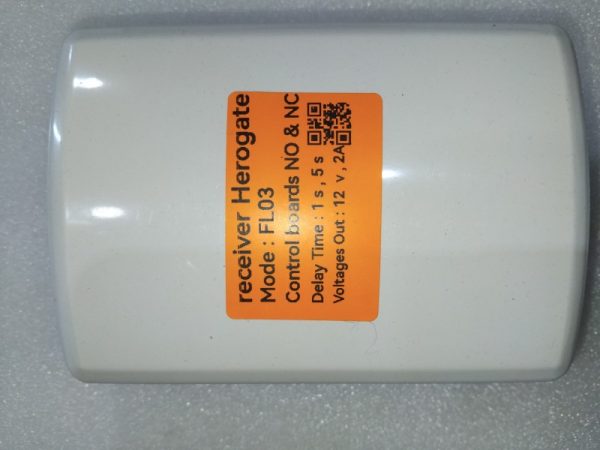 receiver Herogate
Mode : FL03
Control boards NO & NC
Delay Time : 1 s , 5 s
Voltages Out : 12 v , 2A